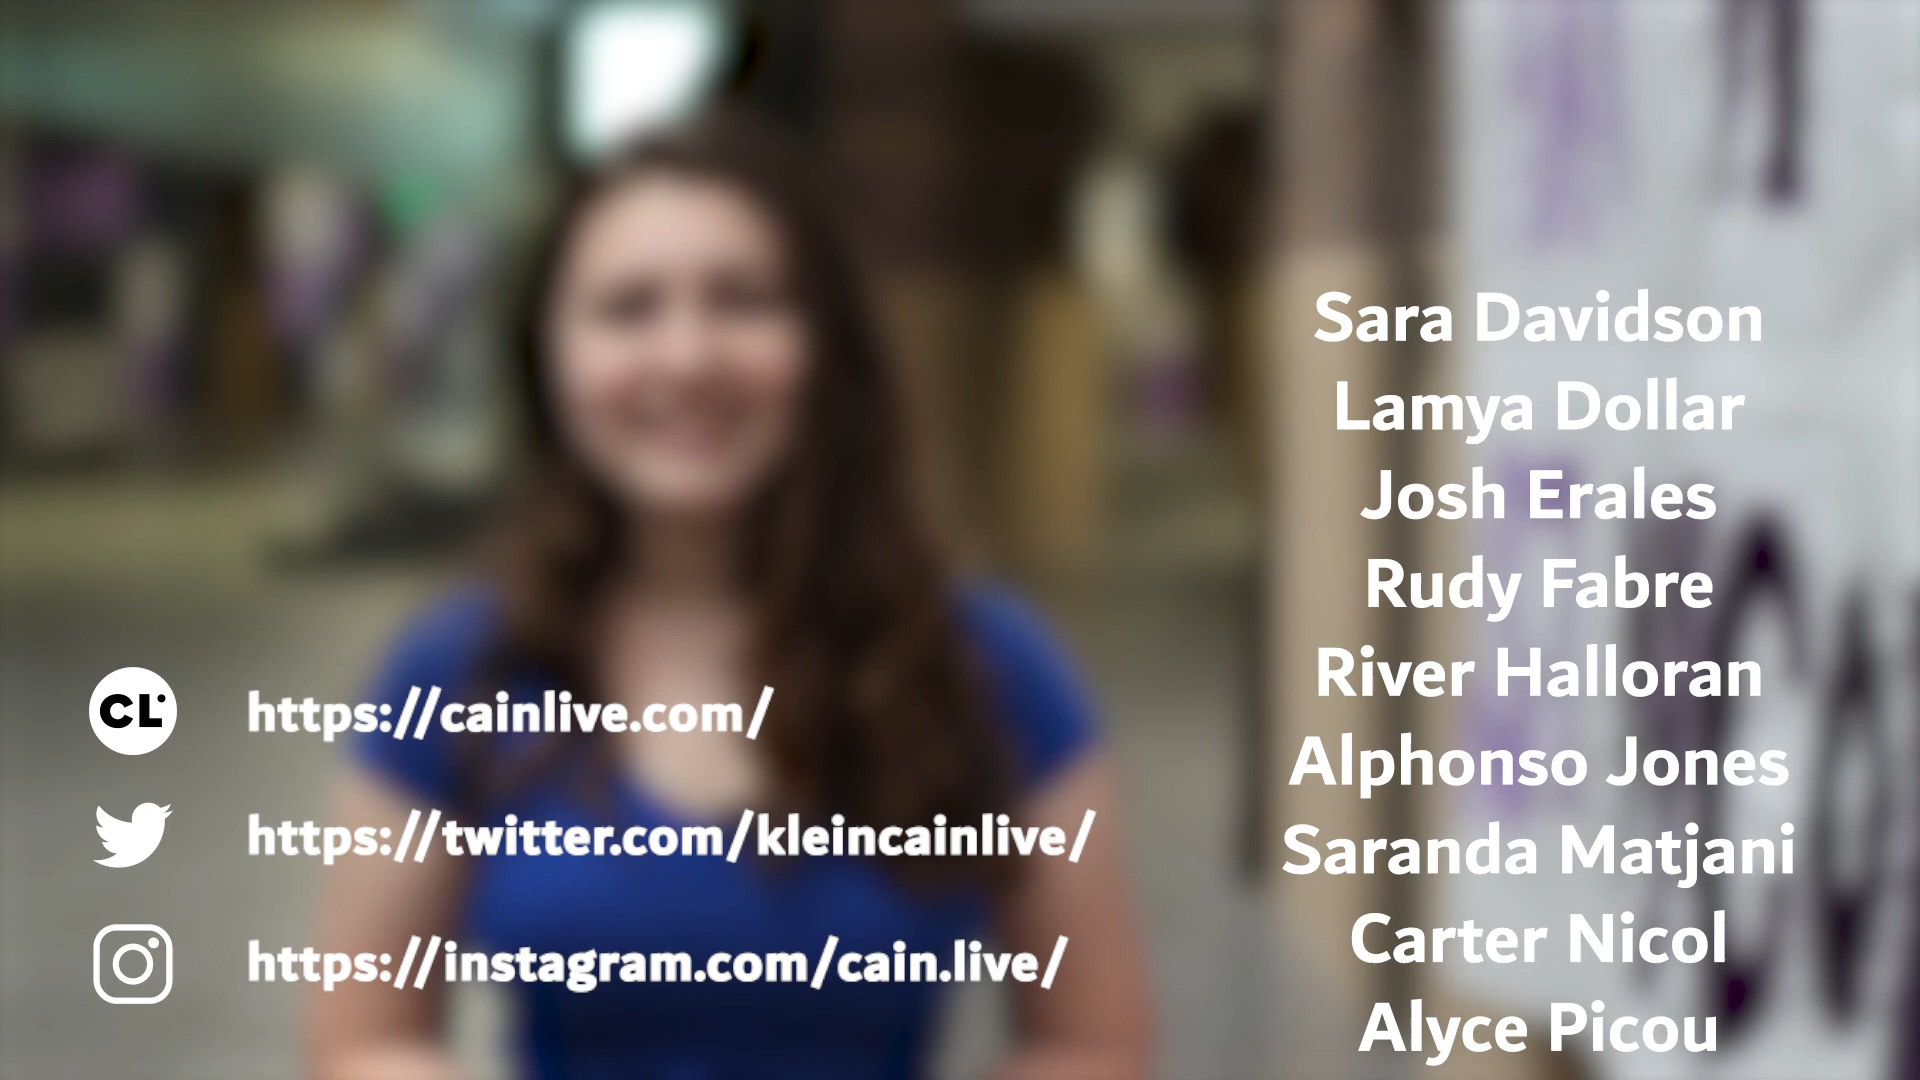 Sara Davidson
Lamya Dollar
Josh Erales
Rudy Fabre
River Halloran
Alphonso Jones
Saranda Matjani
Carter Nicol
Alyce Picou
CL
https://cainlive.com/
https://twitter.com/kleincainlive/
https://instagram.com/cain.live/